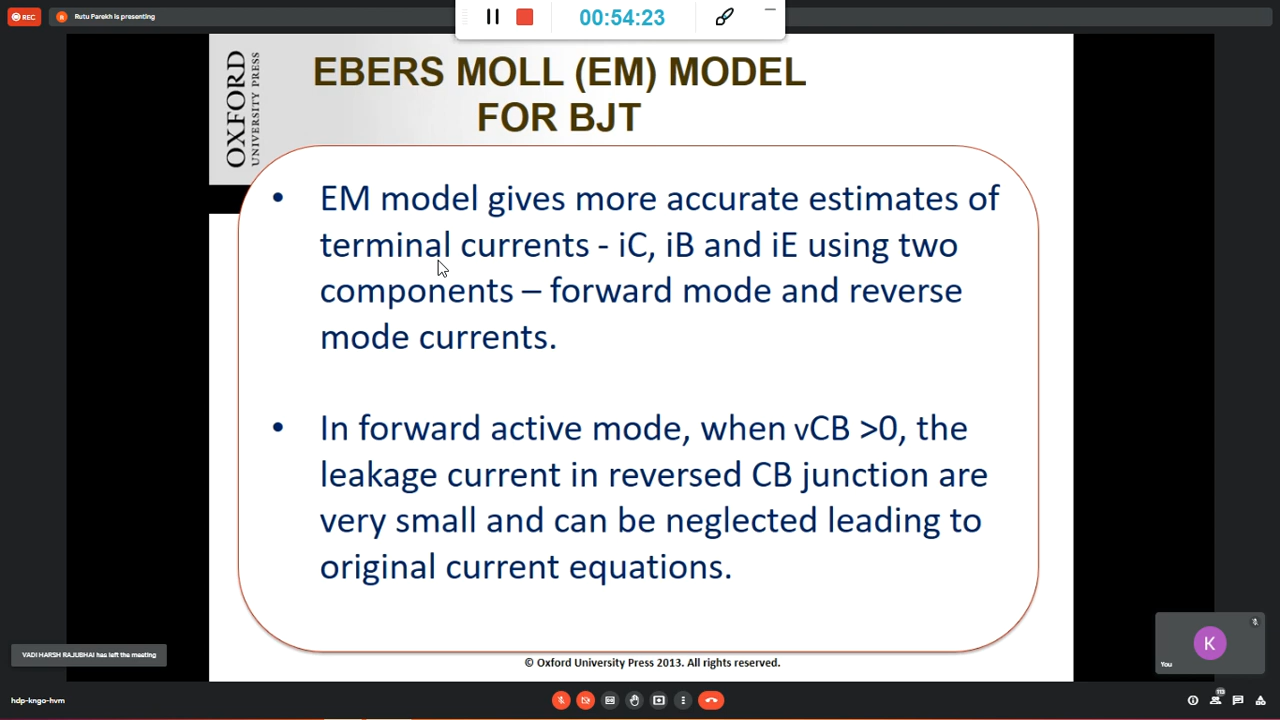 REC
R
Rutu Parekh is presenting
00:54:23
OXFORD
UNIVERSITY PRESS
EBERS MOLL (EM) MODEL
FOR BJT
• EM model gives more accurate estimates of
terminal currents - iC, iB and iE using two
components – forward mode and reverse
mode currents.
• In forward active mode, when vCB >0, the
leakage current in reversed CB junction are
very small and can be neglected leading to
original current equations.
© Oxford University Press 2013. All rights reserved.
VADI HARSH RAJUBHAI has left the meeting
K
You
hdp-kngo-hvm
113